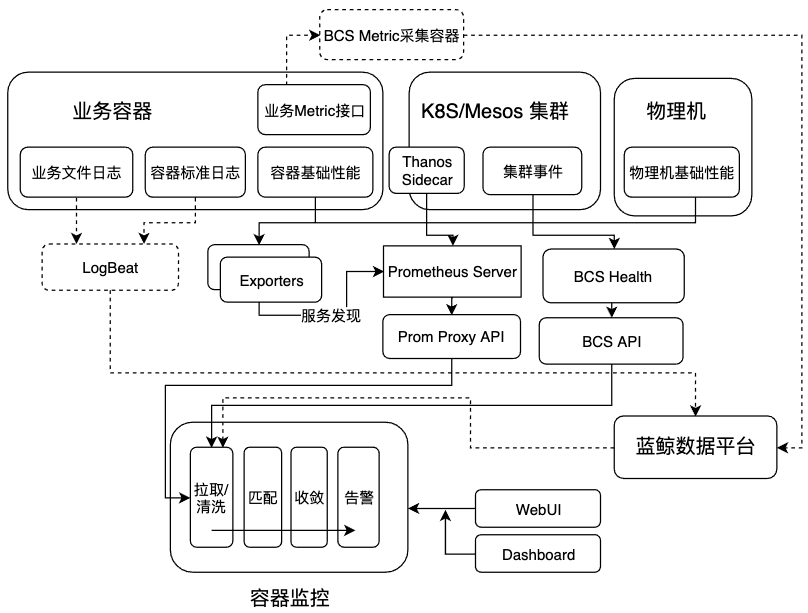 BCS Metric采集容器
业务容器
业务Metric接口
K8S/Mesos 集群
物理机
业务文件日志
容器标准日志
容器基础性能
Thanos
Sidecar
集群事件
物理机基础性能
LogBeat
Exporters
Prometheus Server
BCS Health
服务发现
Prom Proxy API
BCS API
蓝鲸数据平台
拉取/
清洗
匹配
收敛
告警
WebUI
Dashboard
容器监控